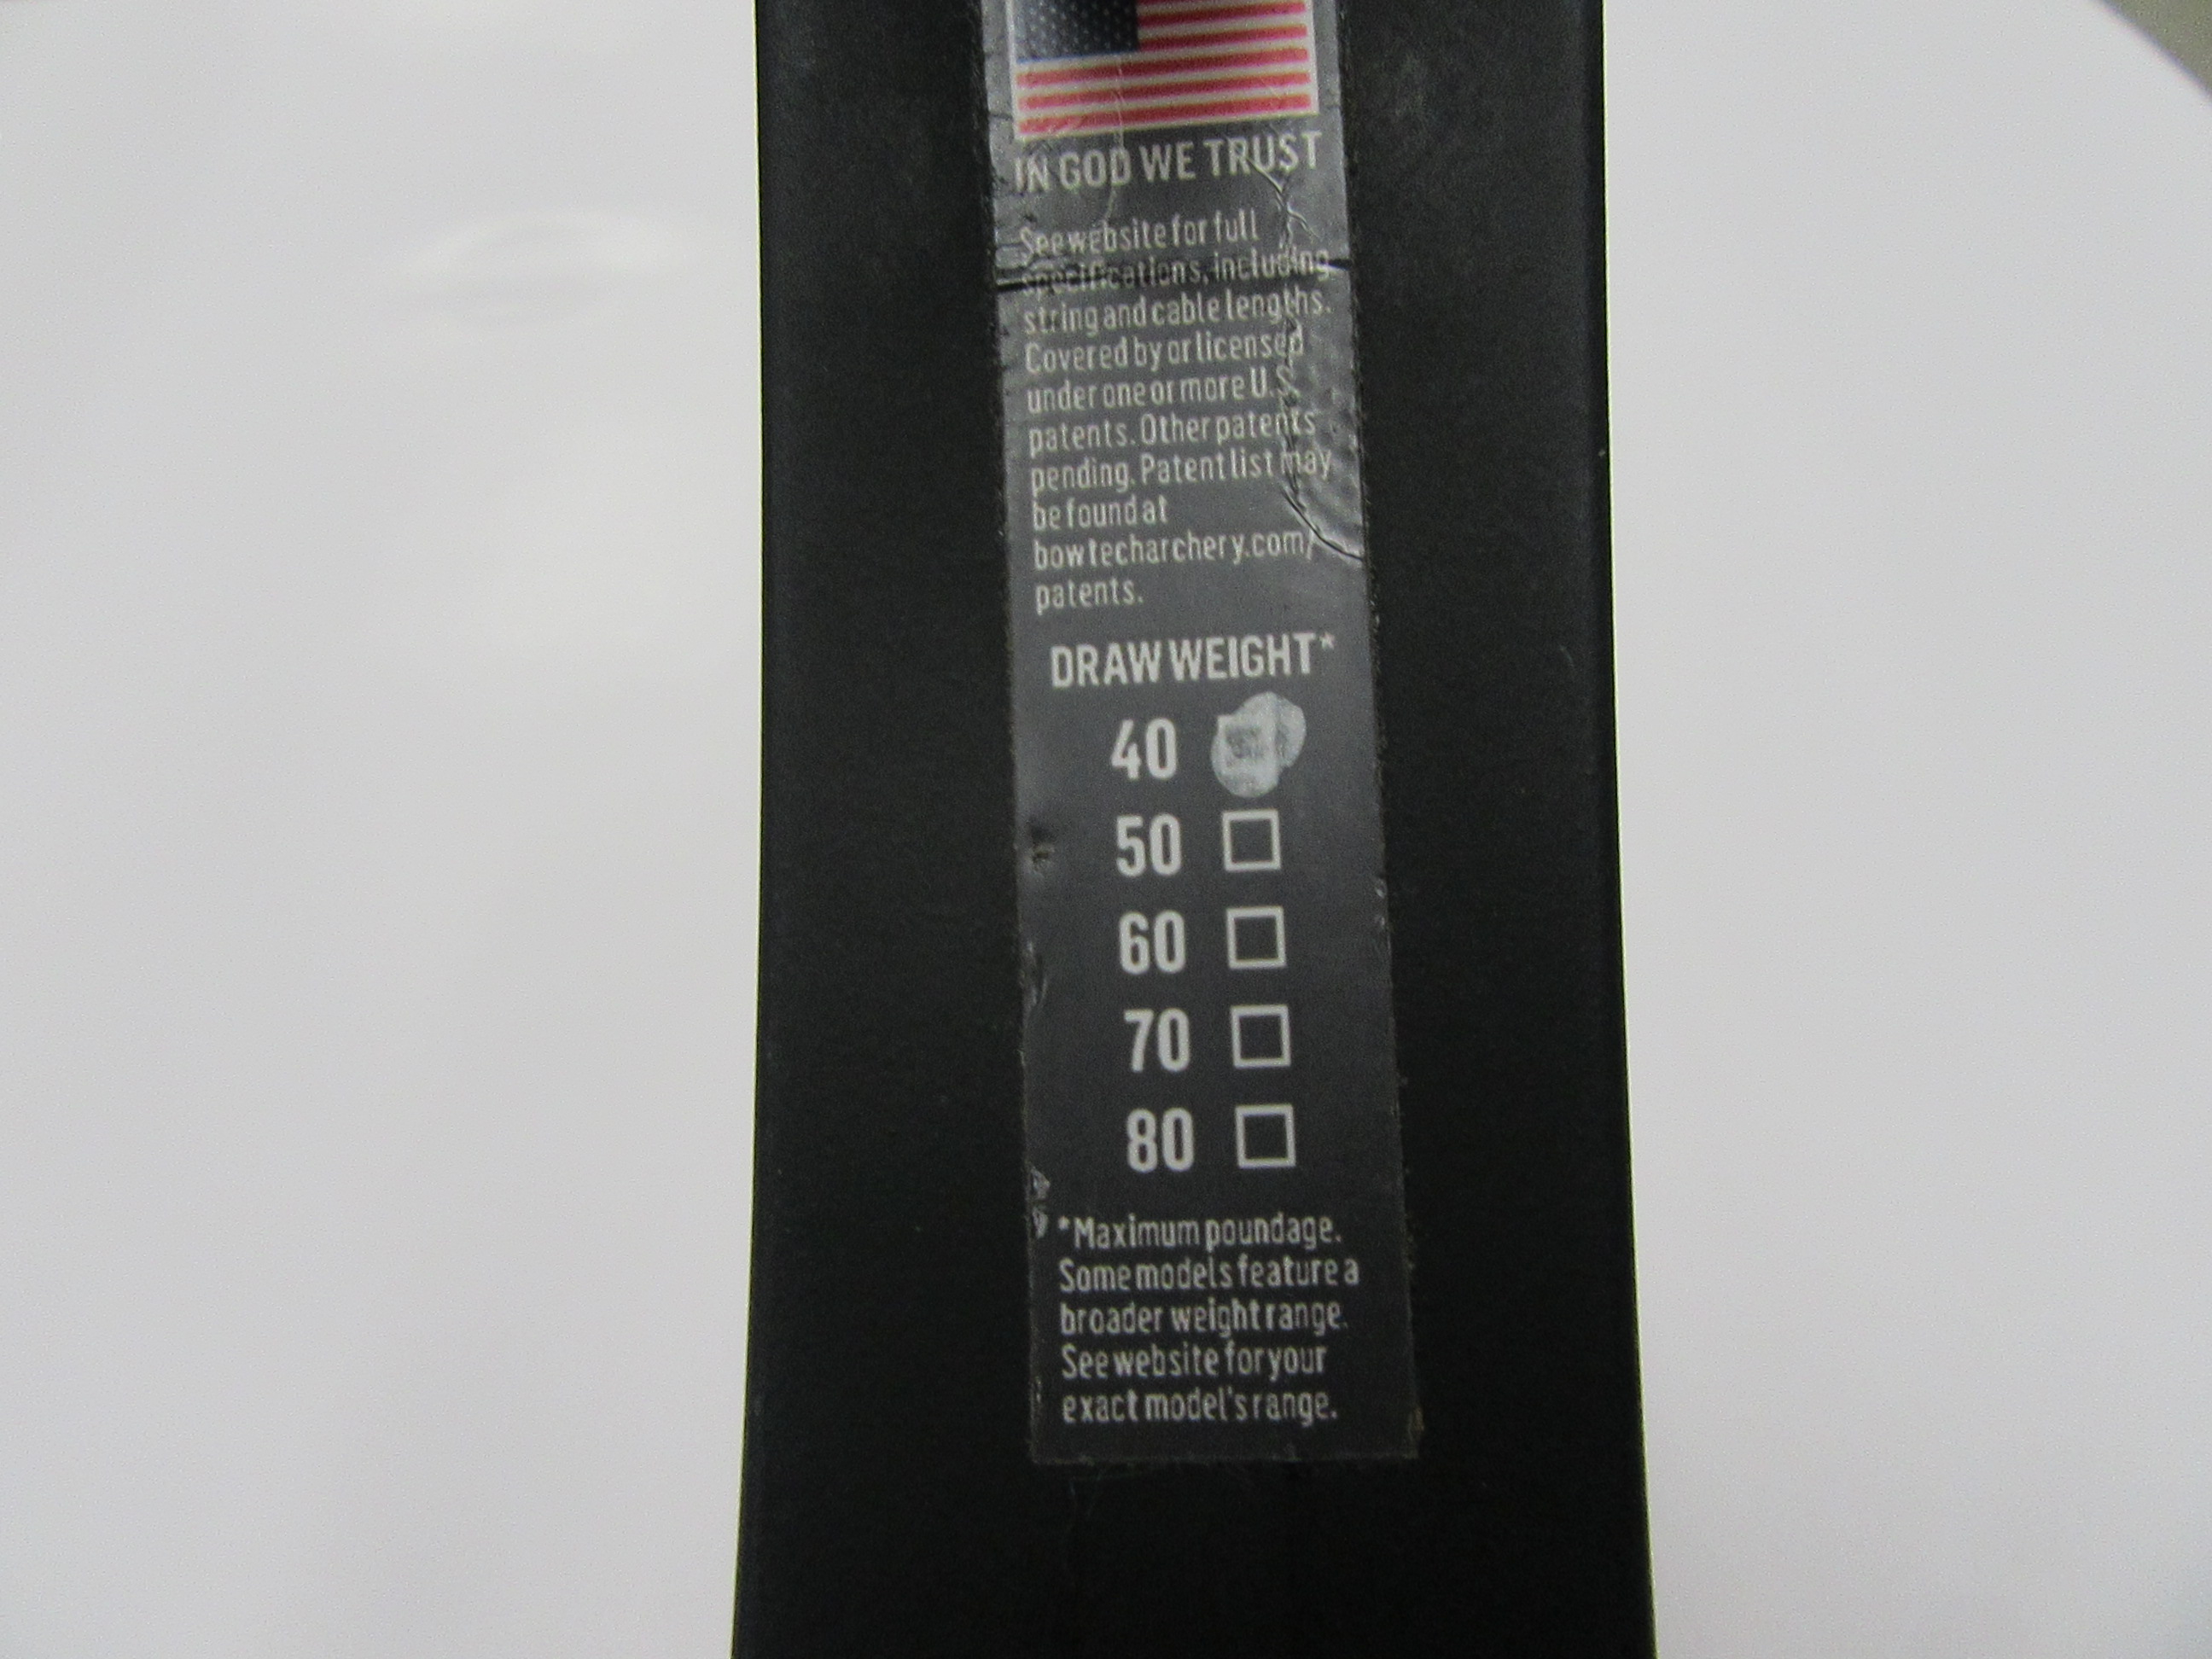 IN GOD WE TRUST
See website for full
specifications, including
string and cable lengths.
Covered by or licensed
under one or more U.S.
patents. Other patents
pending. Patent list may
be found at
bowtecharchery.com/
patents.
DRAW WEIGHT*
40
50
60
70
80
*Maximum poundage.
Some models feature a
broader weight range.
See website for your
exact model's range.